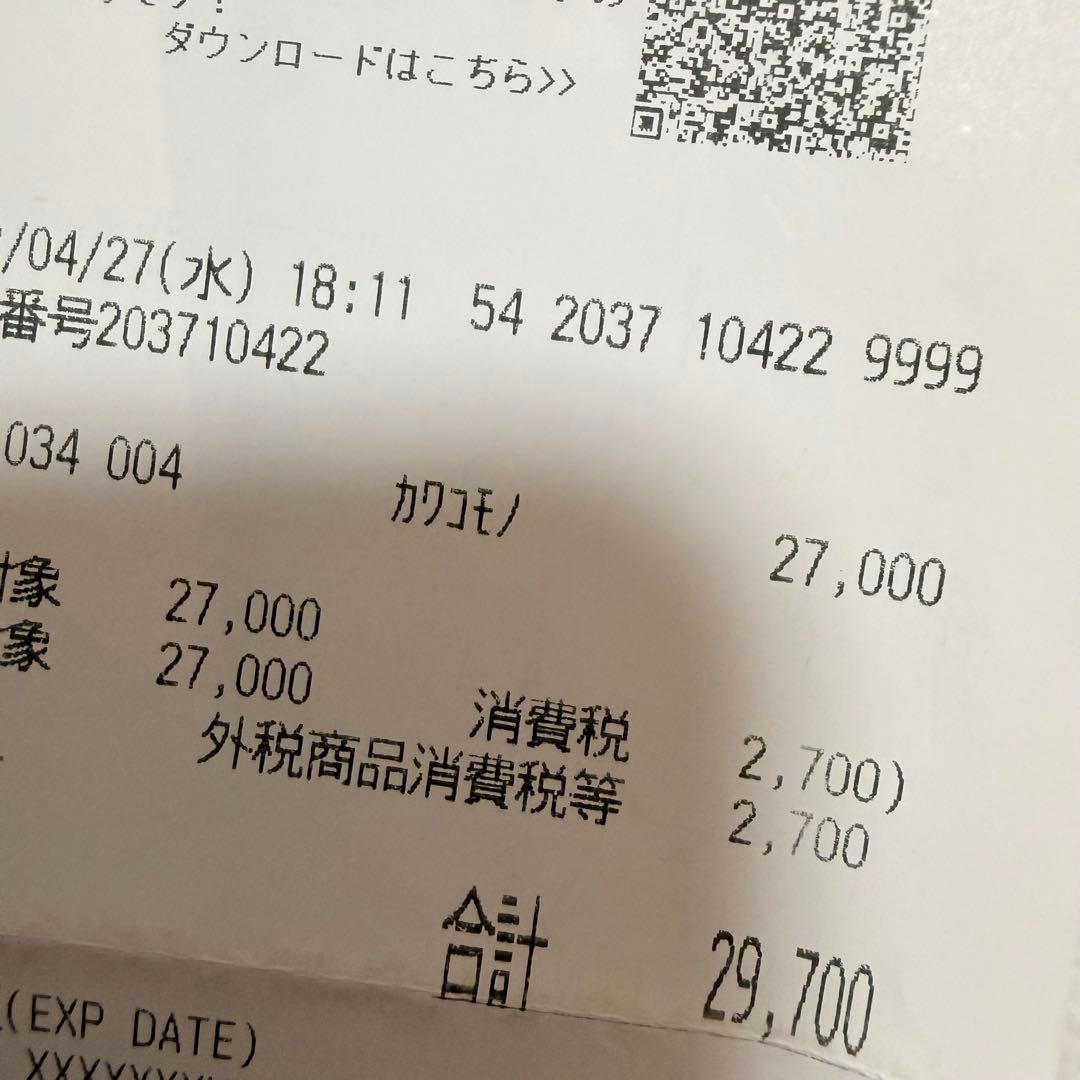 ダウンロードはこちら>>
/04/27(水) 18:11 54 2037 10422 9999
番号203710422
034 004
カワコモノ 27,000
対象 27,000
象 27,000
消費税 2,700)
外税商品消費税等 2,700
合計 29,700
(EXP DATE)